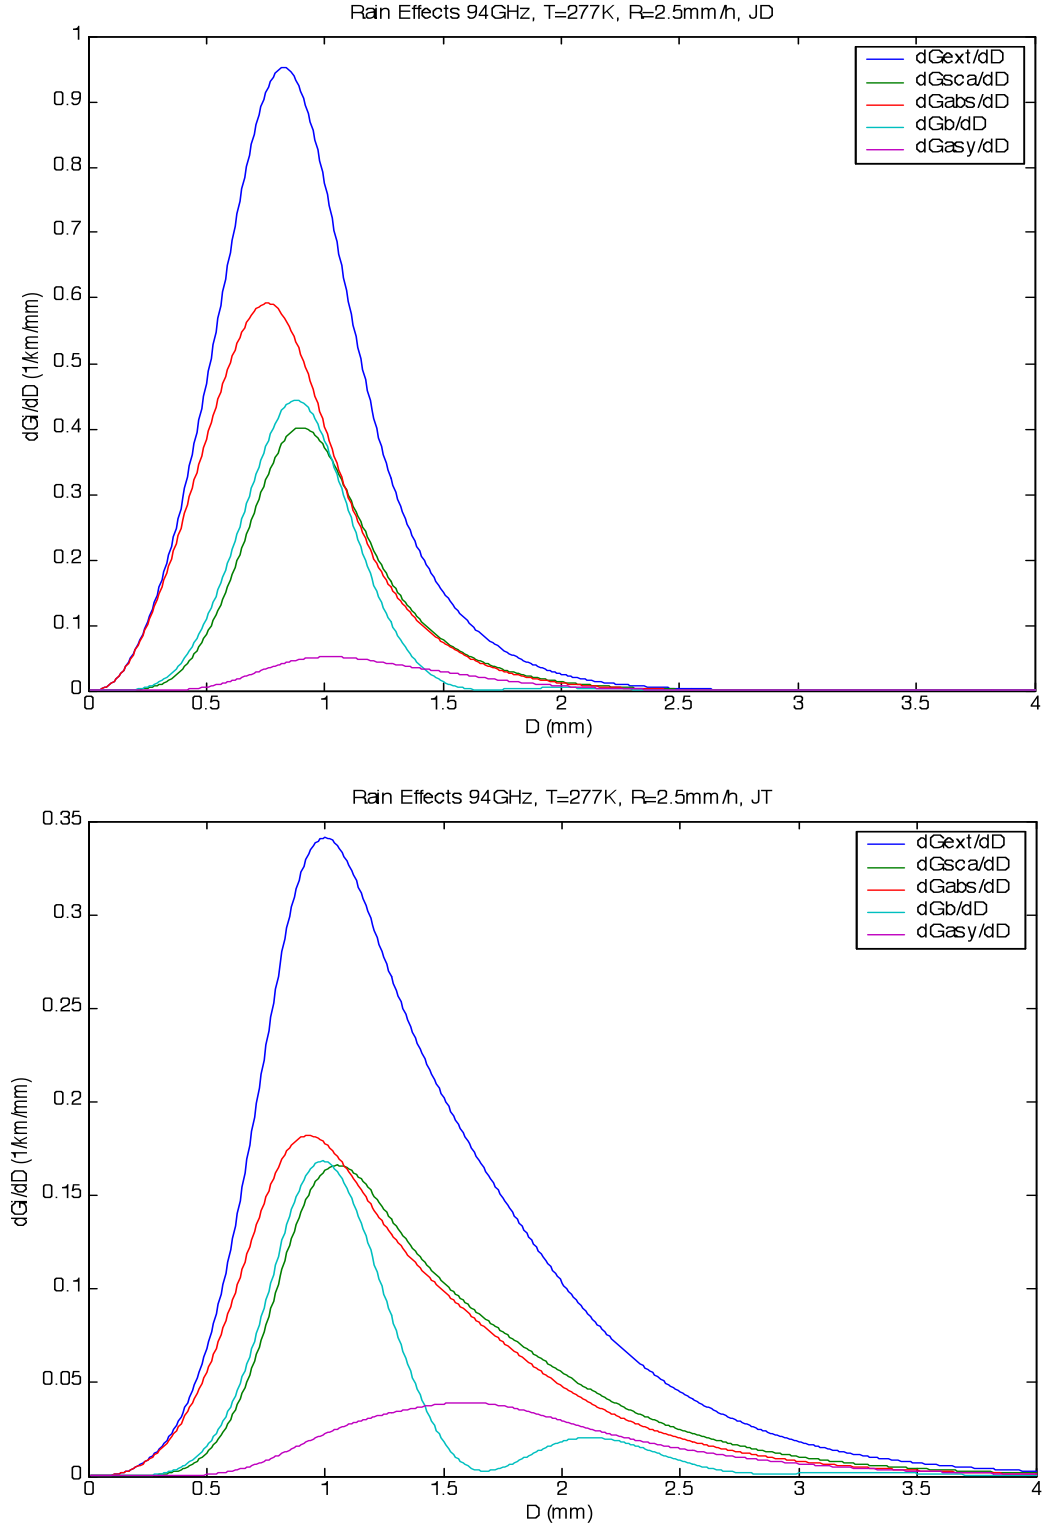 Rain Effects 94GHz, T=277K, R=2.5mm/h, JD
dGext/dD
dGsca/dD
dGabs/dD
dGb/dD
dGasy/dD
1
0.9
0.8
0.7
0.6
0.5
0.4
0.3
0.2
0.1
0
dGi/dD (1/km/mm)
0 0.5 1 1.5 2 2.5 3 3.5 4
D (mm)
Rain Effects 94GHz, T=277K, R=2.5mm/h, JT
dGext/dD
dGsca/dD
dGabs/dD
dGb/dD
dGasy/dD
0.35
0.3
0.25
0.2
0.15
0.1
0.05
0
dGi/dD (1/km/mm)
0 0.5 1 1.5 2 2.5 3 3.5 4
D (mm)